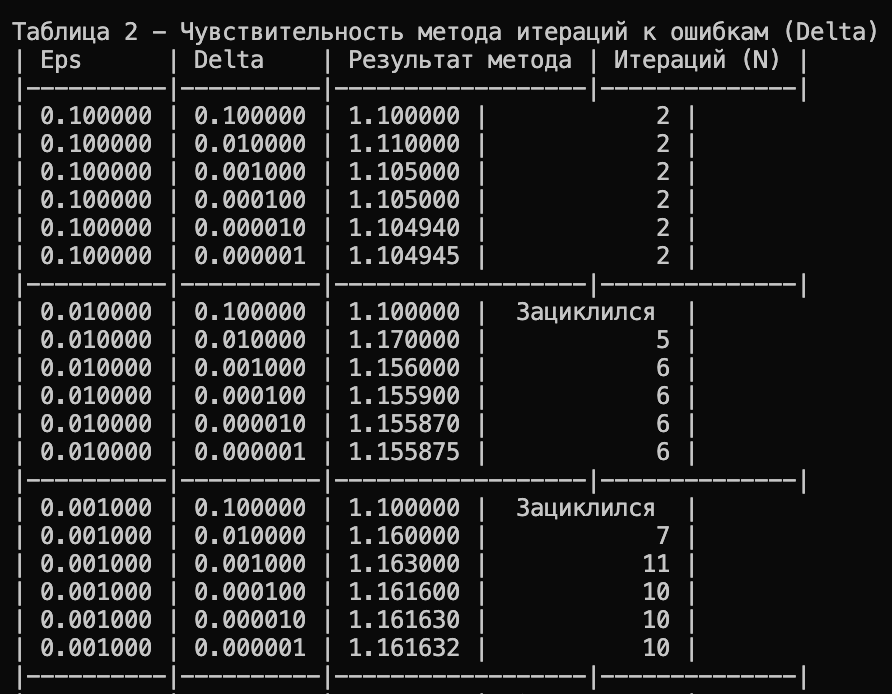 Таблица 2 — Чувствительность метода итераций к ошибкам (Delta)
| Eps      | Delta    | Результат метода | Итераций (N) |
|----------|----------|------------------|--------------|
| 0.100000 | 0.100000 | 1.100000 |            2 |
| 0.100000 | 0.010000 | 1.110000 |            2 |
| 0.100000 | 0.001000 | 1.105000 |            2 |
| 0.100000 | 0.000100 | 1.105000 |            2 |
| 0.100000 | 0.000010 | 1.104940 |            2 |
| 0.100000 | 0.000001 | 1.104945 |            2 |
|----------|----------|------------------|--------------|
| 0.010000 | 0.100000 | 1.100000 |  Зациклился  |
| 0.010000 | 0.010000 | 1.170000 |            5 |
| 0.010000 | 0.001000 | 1.156000 |            6 |
| 0.010000 | 0.000100 | 1.155900 |            6 |
| 0.010000 | 0.000010 | 1.155870 |            6 |
| 0.010000 | 0.000001 | 1.155875 |            6 |
|----------|----------|------------------|--------------|
| 0.001000 | 0.100000 | 1.100000 |  Зациклился  |
| 0.001000 | 0.010000 | 1.160000 |            7 |
| 0.001000 | 0.001000 | 1.163000 |           11 |
| 0.001000 | 0.000100 | 1.161600 |           10 |
| 0.001000 | 0.000010 | 1.161630 |           10 |
| 0.001000 | 0.000001 | 1.161632 |           10 |
|----------|----------|------------------|--------------|